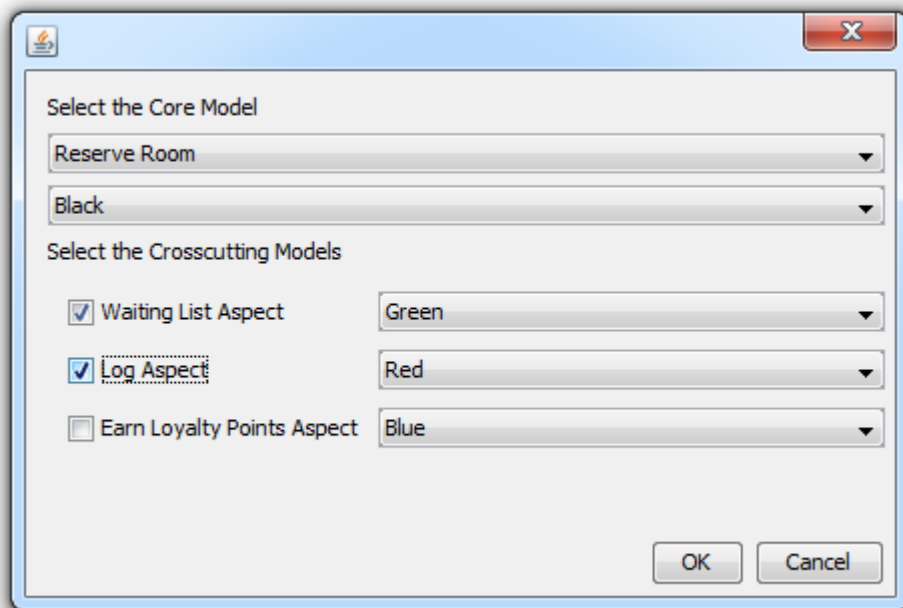 Select the Core Model
Reserve Room
Black
Select the Crosscutting Models
Waiting List Aspect Green
Log Aspect Red
Earn Loyalty Points Aspect Blue
OK Cancel